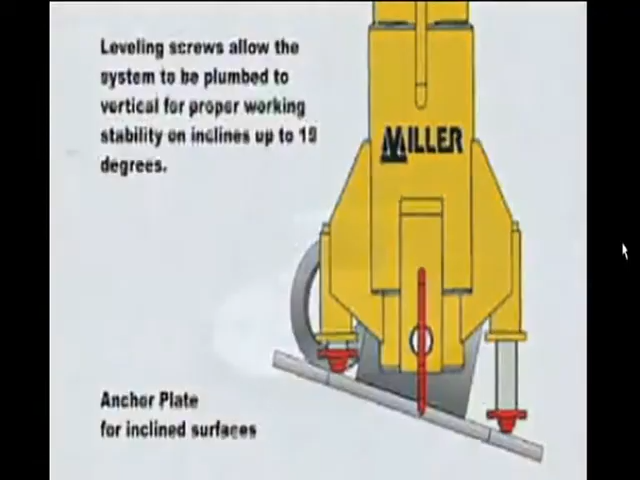 Leveling screws allow the
system to be plumbed to
vertical for proper working
stability on inclines up to
degrees.
MILLER
Anchor Plate
for inclined surfaces